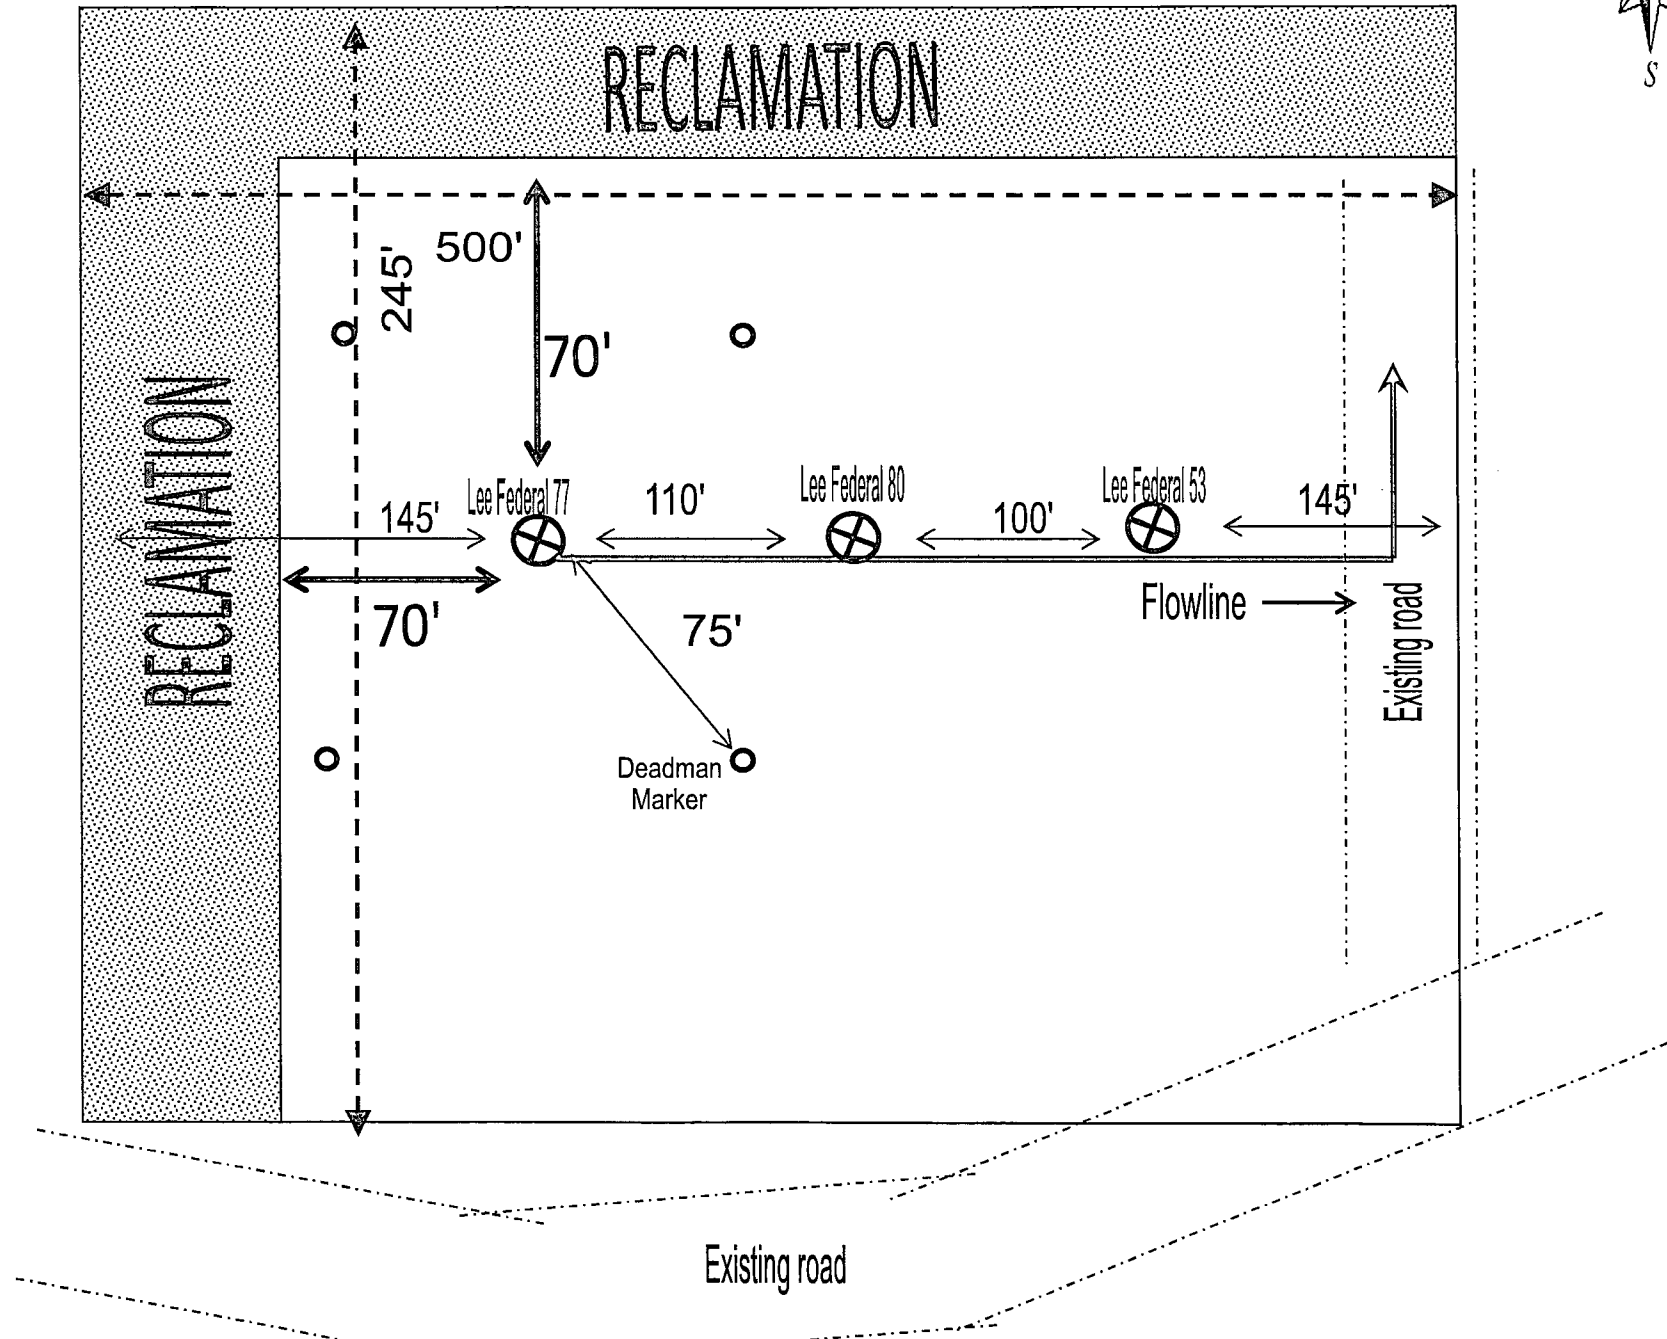 RECLAMATION
S
500'
245'
70'
RECLAMATION
Lee Federal 77
Lee Federal 80
Lee Federal 53
145'
110'
100'
145'
70'
75'
Flowline
Existing road
Deadman
Marker
Existing road